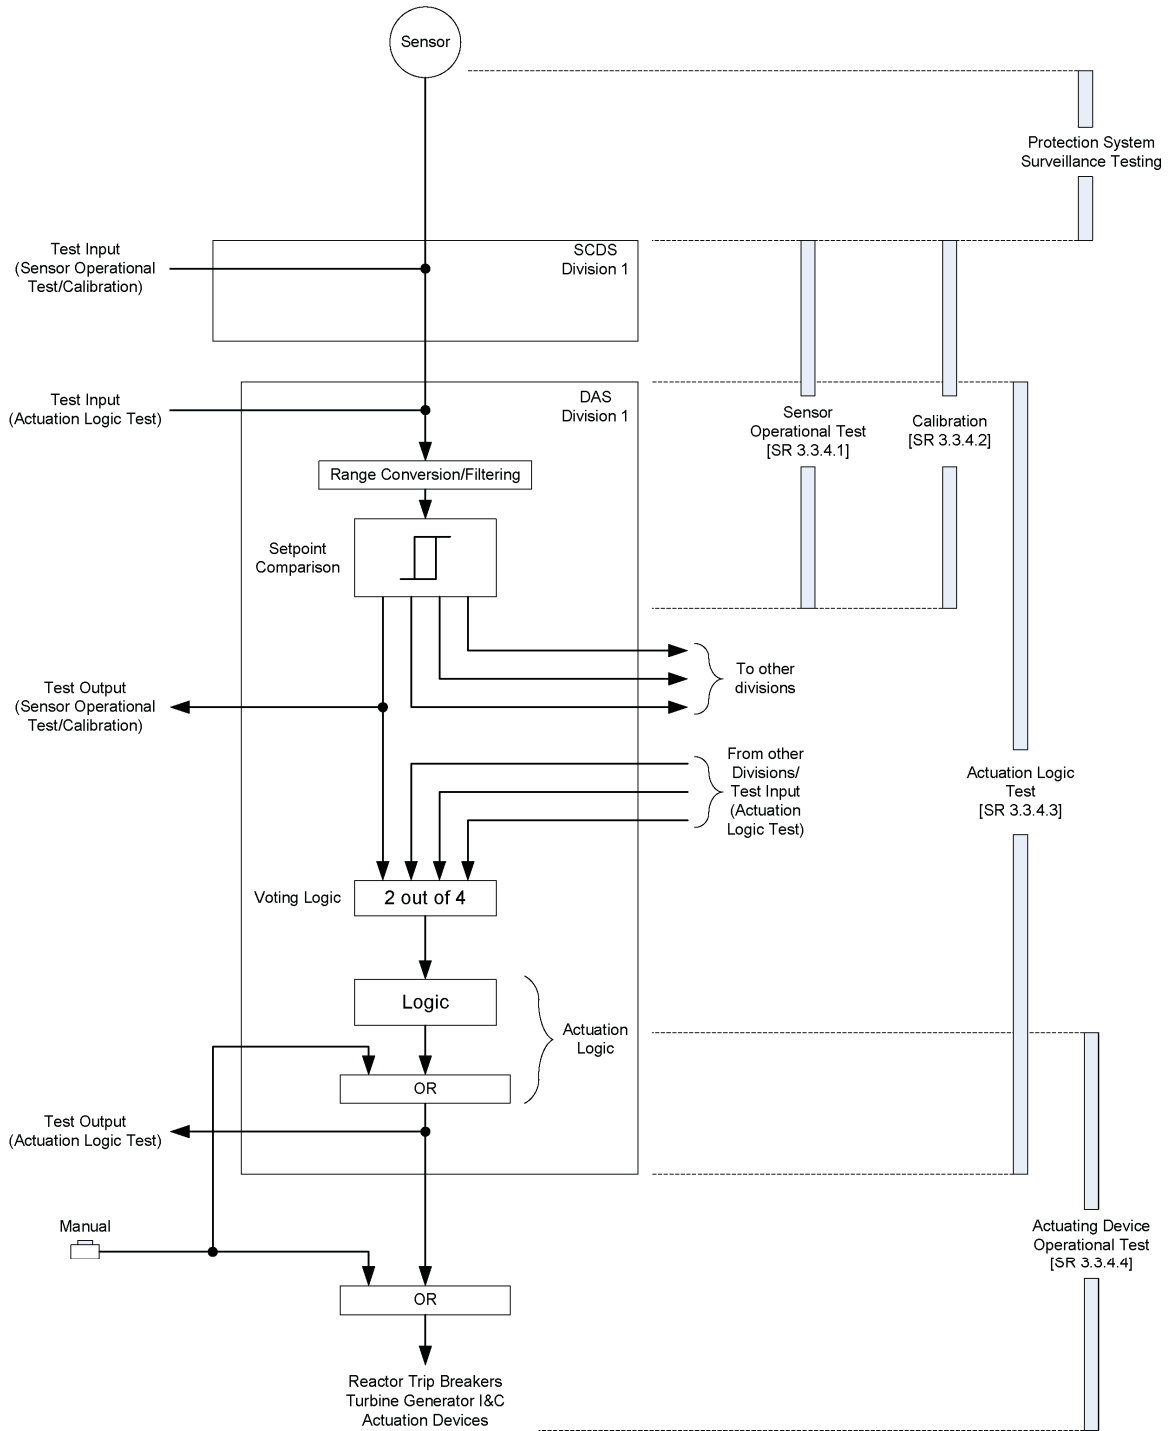 Sensor
Protection System
Surveillance Testing
Test Input
(Sensor Operational
Test/Calibration)
SCDS
Division 1
Test Input
(Actuation Logic Test)
DAS
Division 1
Sensor
Operational Test
[SR 3.3.4.1]
Calibration
[SR 3.3.4.2]
Range Conversion/Filtering
Setpoint
Comparison
To other
divisions
Test Output
(Sensor Operational
Test/Calibration)
From other
Divisions/
Test Input
(Actuation
Logic Test)
Actuation Logic
Test
[SR 3.3.4.3]
Voting Logic
2 out of 4
Logic
Actuation
Logic
OR
Test Output
(Actuation Logic Test)
Manual
Actuating Device
Operational Test
[SR 3.3.4.4]
OR
Reactor Trip Breakers
Turbine Generator I&C
Actuation Devices